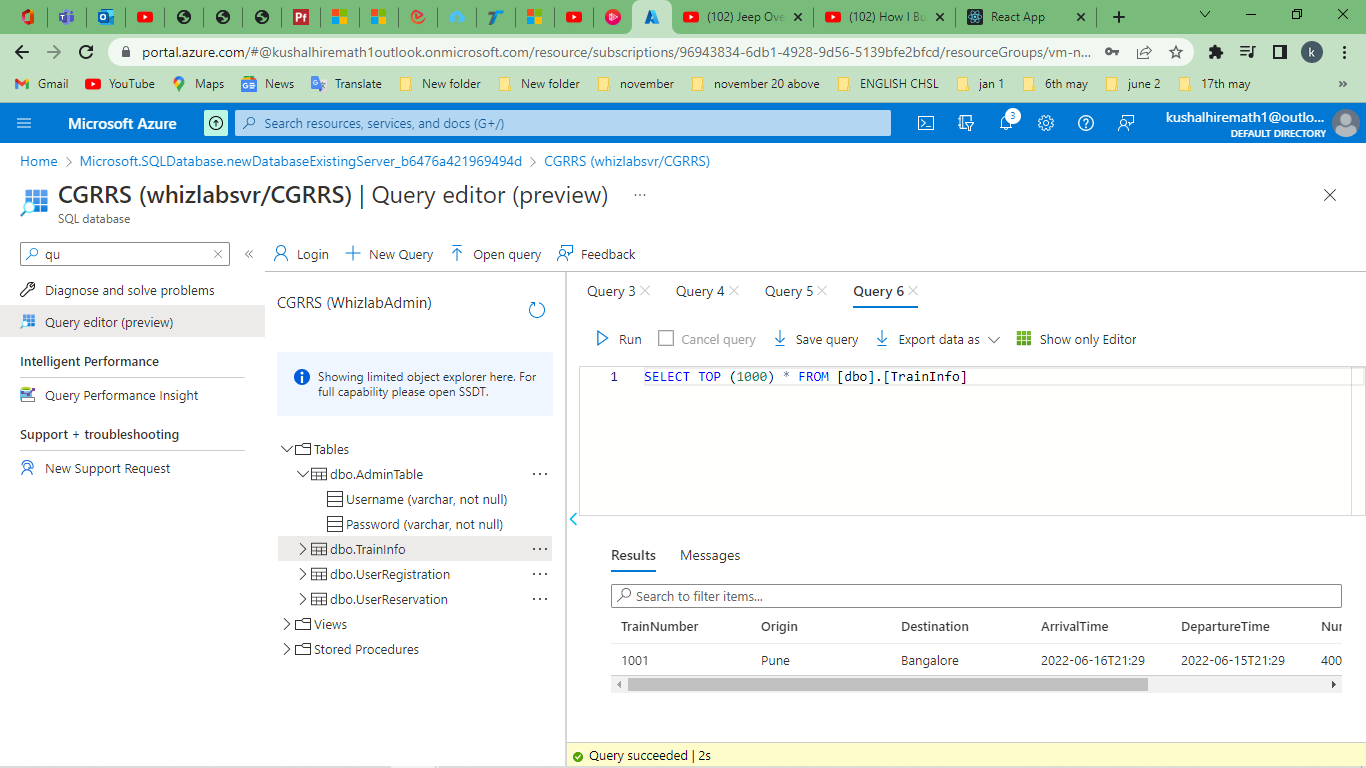 (102) Jeep Ove
(102) How I Bu
React App
portal.azure.com/#@kushalhiremath1outlook.onmicrosoft.com/resource/subscriptions/96943834-6db1-4928-9d56-5139bfe2bfcd/resourceGroups/vm-n...
k
Gmail
YouTube
Maps
News
Translate
New folder
New folder
november
november 20 above
ENGLISH CHSL
jan 1
6th may
june 2
17th may
»
Microsoft Azure
Search resources, services, and docs (G+/)
3
kushalhiremath1@outlo...
DEFAULT DIRECTORY
Home > Microsoft.SQLDatabase.newDatabaseExistingServer_b6476a421969494d > CGRRS (whizlabsvr/CGRRS)
CGRRS (whizlabsvr/CGRRS) | Query editor (preview) ...
SQL database
qu
«
Diagnose and solve problems
Query editor (preview)
Intelligent Performance
Query Performance Insight
Support + troubleshooting
New Support Request
Login
New Query
Open query
Feedback
CGRRS (WhizlabAdmin)
Showing limited object explorer here. For
full capability please open SSDT.
Tables
dbo.AdminTable ...
Username (varchar, not null)
Password (varchar, not null)
dbo.TrainInfo ...
dbo.UserRegistration ...
dbo.UserReservation ...
Views
Stored Procedures
Query 3
Query 4
Query 5
Query 6
Run
Cancel query
Save query
Export data as
Show only Editor
1 SELECT TOP (1000) * FROM [dbo].[TrainInfo]
Results
Messages
Search to filter items...
TrainNumber Origin Destination ArrivalTime DepartureTime Nur
1001 Pune Bangalore 2022-06-16T21:29 2022-06-15T21:29 400
Query succeeded | 2s